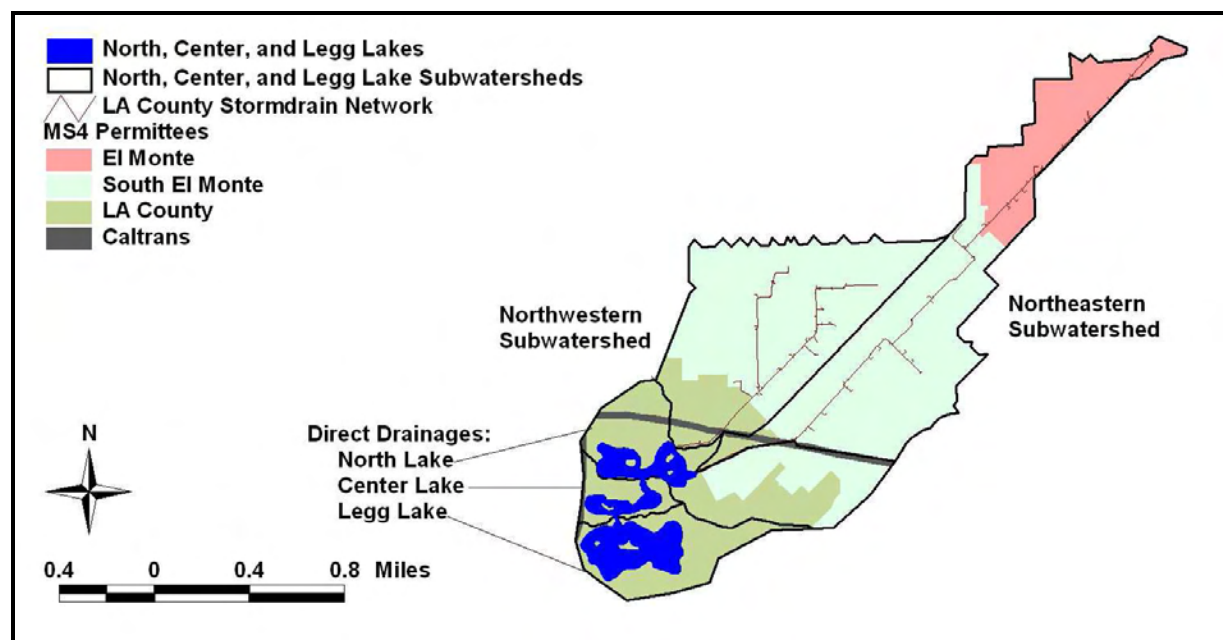 North, Center, and Legg Lakes
North, Center, and Legg Lake Subwatersheds
LA County Stormdrain Network
MS4 Permittees
El Monte
South El Monte
LA County
Caltrans
Northwestern
Subwatershed
Northeastern
Subwatershed
Direct Drainages:
North Lake
Center Lake
Legg Lake
N
0.4 0 0.4 0.8 Miles